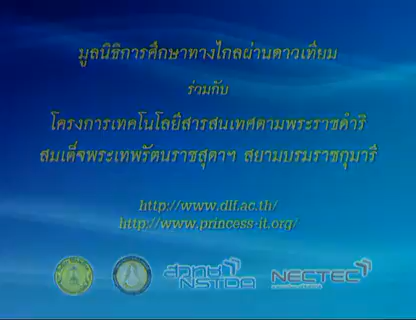 มูลนิธิการศึกษาทางไกลผ่านดาวเทียม
ร่วมกับ
โครงการเทคโนโลยีสารสนเทศตามพระราชดำริ
สมเด็จพระเทพรัตนราชสุดาฯ สยามบรมราชกุมารี
http://www.dlf.ac.th/
http://www.princess-it.org/
สวทช
NSTDA
NECTEC